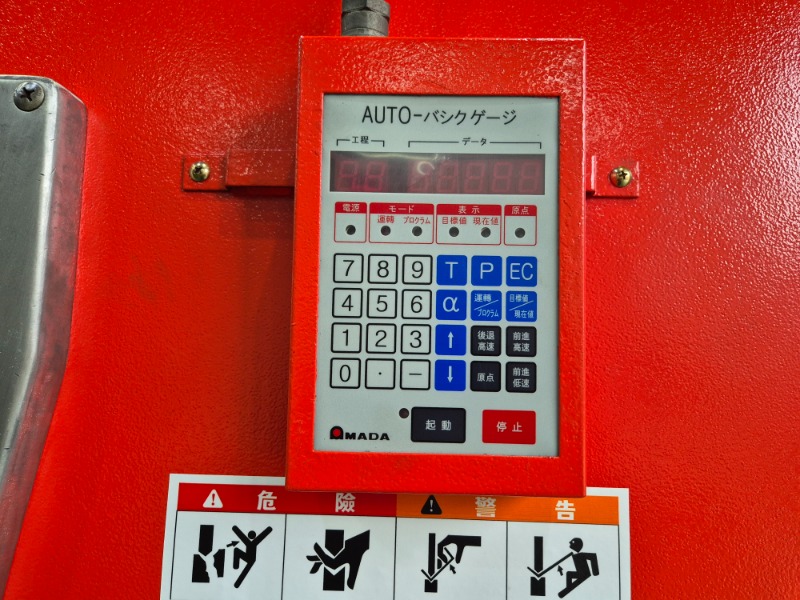 AUTO-バシクゲージ
工程 データ
電源 モード 表示 原点
運轉 プログラム 目標値 現在値
7 8 9 T P EC
4 5 6 α 運轉/プログラム 目標値/現在値
1 2 3 ↑ 後退高速 前進高速
0 · − ↓ 原点 前進低速
AMADA 起動 停止
危險 警告